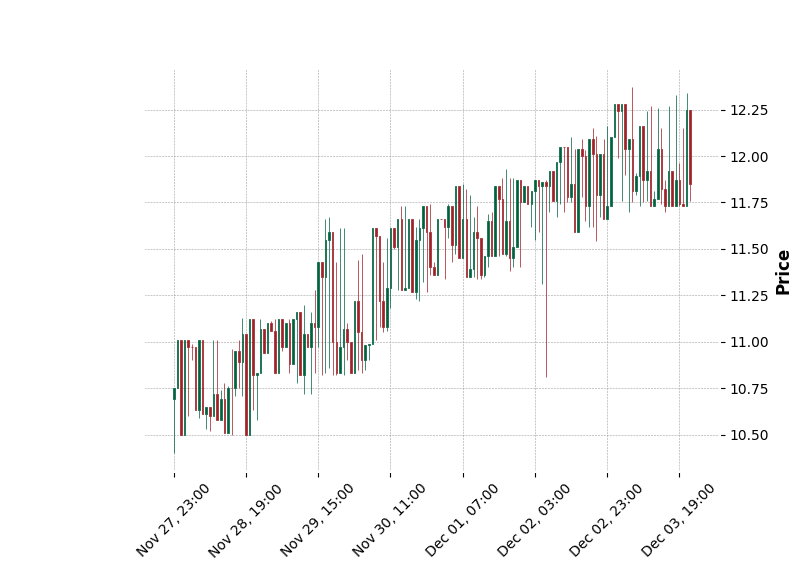 12.25
12.00
11.75
11.50
11.25
11.00
10.75
10.50
Price
Nov 27, 23:00
Nov 28, 19:00
Nov 29, 15:00
Nov 30, 11:00
Dec 01, 07:00
Dec 02, 03:00
Dec 02, 23:00
Dec 03, 19:00